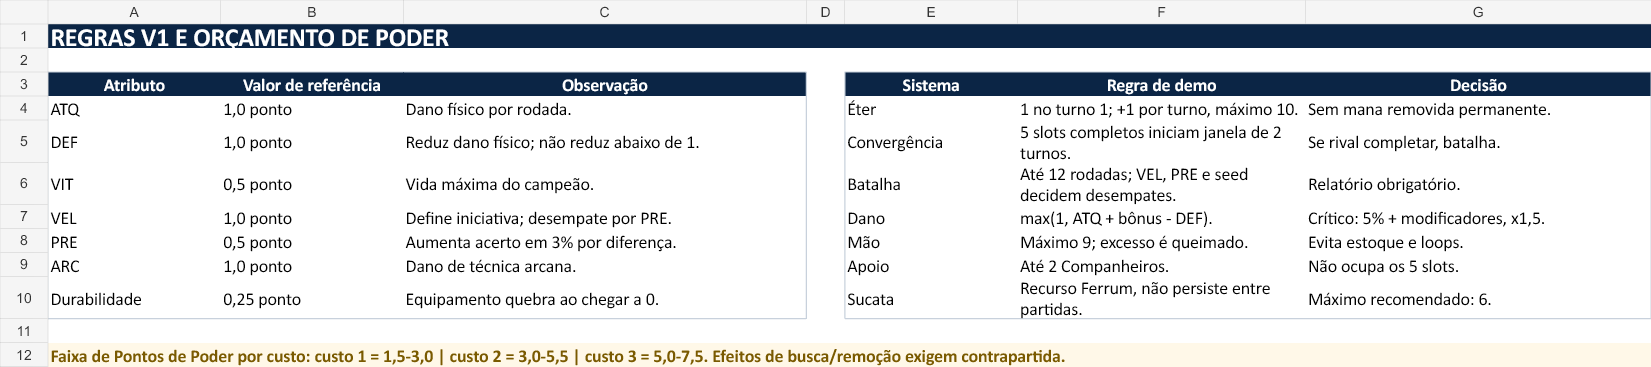 A B C D E F G
1 REGRAS V1 E ORÇAMENTO DE PODER
2
3 Atributo Valor de referência Observação Sistema Regra de demo Decisão
4 ATQ 1,0 ponto Dano físico por rodada. Éter 1 no turno 1; +1 por turno, máximo 10. Sem mana removida permanente.
5 DEF 1,0 ponto Reduz dano físico; não reduz abaixo de 1. Convergência 5 slots completos iniciam janela de 2
turnos. Se rival completar, batalha.
6 VIT 0,5 ponto Vida máxima do campeão. Batalha Até 12 rodadas; VEL, PRE e seed
decidem desempates. Relatório obrigatório.
7 VEL 1,0 ponto Define iniciativa; desempate por PRE. Dano max(1, ATQ + bônus - DEF). Crítico: 5% + modificadores, x1,5.
8 PRE 0,5 ponto Aumenta acerto em 3% por diferença. Mão Máximo 9; excesso é queimado. Evita estoque e loops.
9 ARC 1,0 ponto Dano de técnica arcana. Apoio Até 2 Companheiros. Não ocupa os 5 slots.
10 Durabilidade 0,25 ponto Equipamento quebra ao chegar a 0. Sucata Recurso Ferrum, não persiste entre
partidas. Máximo recomendado: 6.
11
12 Faixa de Pontos de Poder por custo: custo 1 = 1,5-3,0 | custo 2 = 3,0-5,5 | custo 3 = 5,0-7,5. Efeitos de busca/remoção exigem contrapartida.